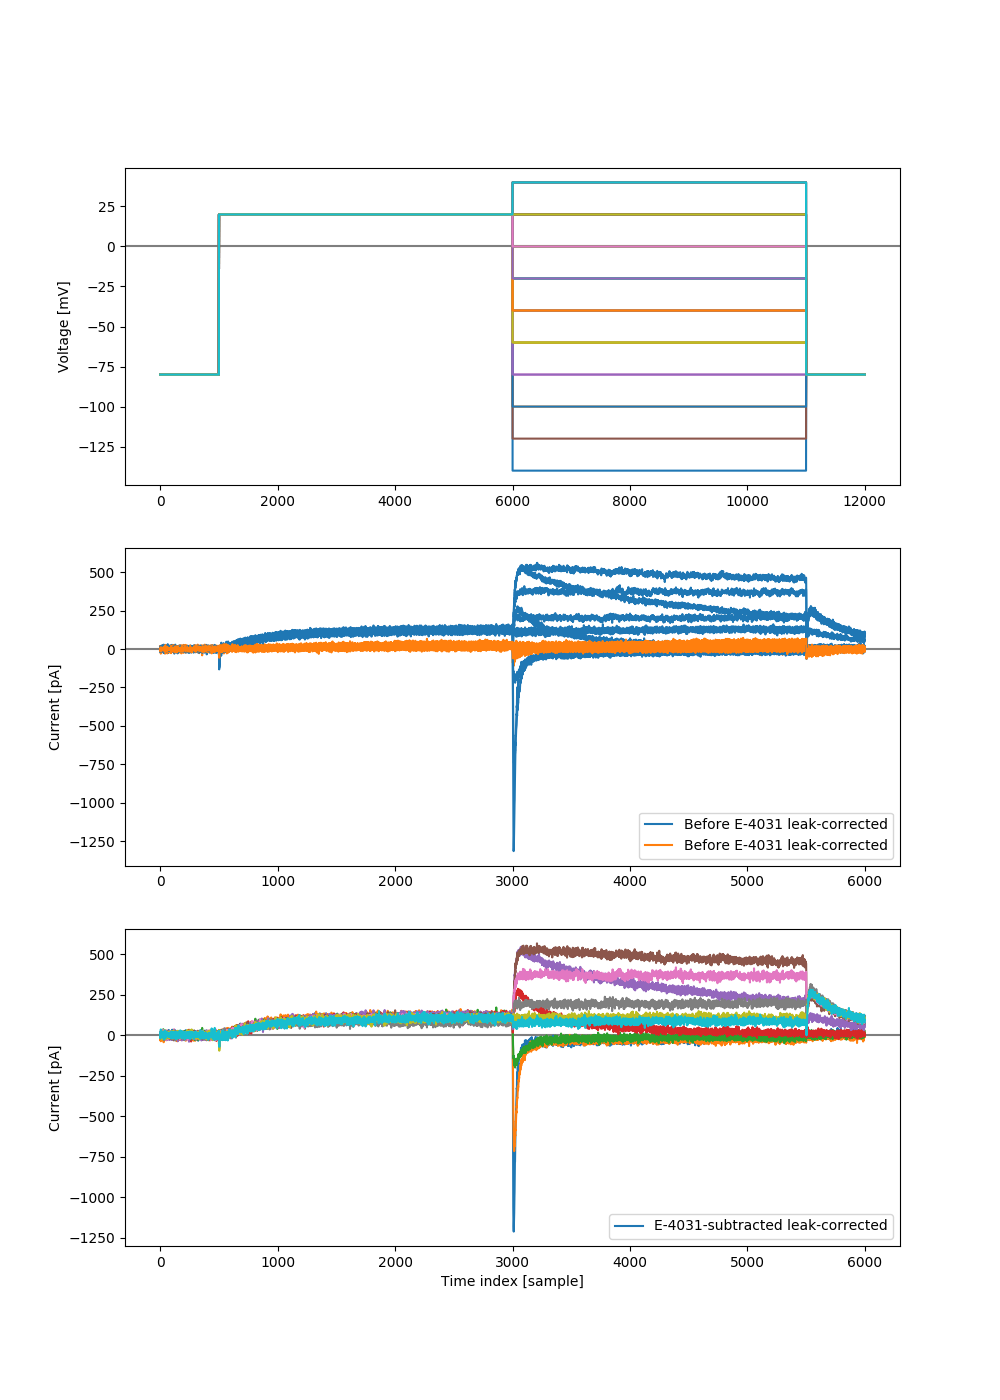 25
0
−25
−50
−75
−100
−125
Voltage [mV]
0 2000 4000 6000 8000 10000 12000
500
250
0
−250
−500
−750
−1000
−1250
Current [pA]
Before E-4031 leak-corrected
Before E-4031 leak-corrected
0 1000 2000 3000 4000 5000 6000
500
250
0
−250
−500
−750
−1000
−1250
Current [pA]
E-4031-subtracted leak-corrected
0 1000 2000 3000 4000 5000 6000
Time index [sample]